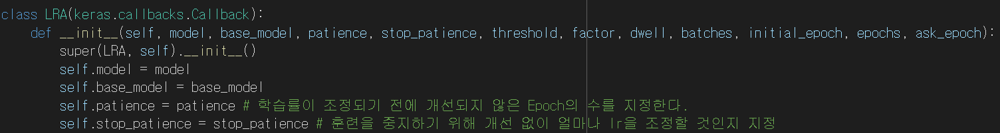 class LRA(keras.callbacks.Callback):
    def __init__(self, model, base_model, patience, stop_patience, threshold, factor, dwell, batches, initial_epoch, epochs, ask_epoch):
        super(LRA, self).__init__()
        self.model = model
        self.base_model = base_model
        self.patience = patience # 학습률이 조정되기 전에 개선되지 않은 Epoch의 수를 지정한다.
        self.stop_patience = stop_patience # 훈련을 중지하기 위해 개선 없이 얼마나 lr을 조정할 것인지 지정